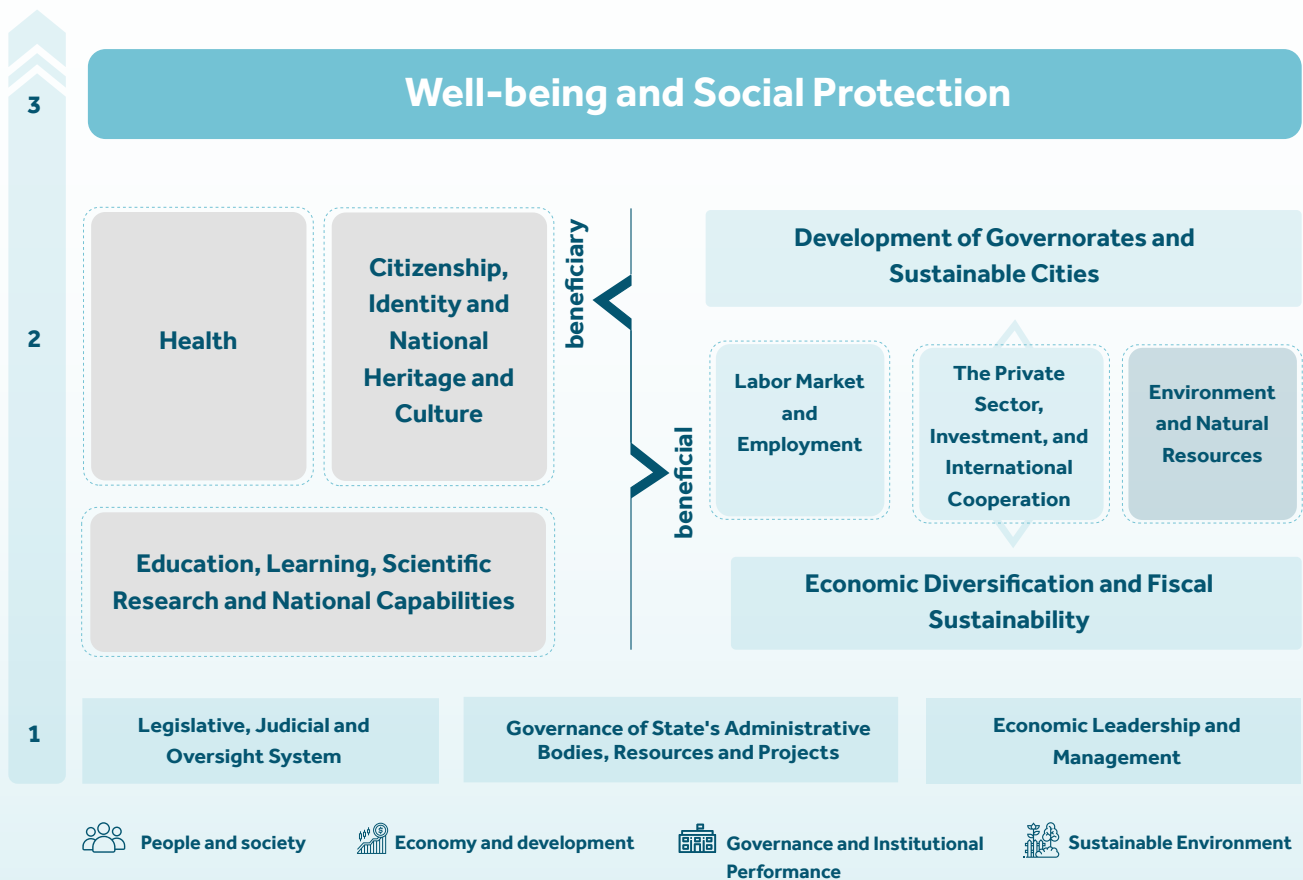 3
Well-being and Social Protection
2
Health
Citizenship,
Identity and
National
Heritage and
Culture
Education, Learning, Scientific
Research and National Capabilities
beneficiary
beneficial
Development of Governorates and
Sustainable Cities
Labor Market
and
Employment
The Private
Sector,
Investment, and
International
Cooperation
Environment
and Natural
Resources
Economic Diversification and Fiscal
Sustainability
1
Legislative, Judicial and
Oversight System
Governance of State's Administrative
Bodies, Resources and Projects
Economic Leadership and
Management
People and society
Economy and development
Governance and Institutional
Performance
Sustainable Environment